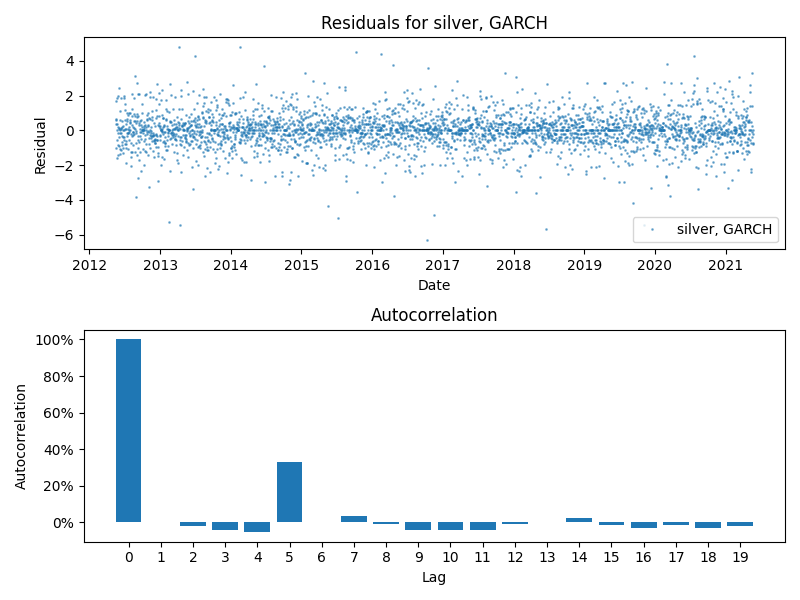 Residuals for silver, GARCH
4
2
0
−2
−4
−6
Residual
silver, GARCH
2012 2013 2014 2015 2016 2017 2018 2019 2020 2021
Date
Autocorrelation
100%
80%
60%
40%
20%
0%
Autocorrelation
0 1 2 3 4 5 6 7 8 9 10 11 12 13 14 15 16 17 18 19
Lag